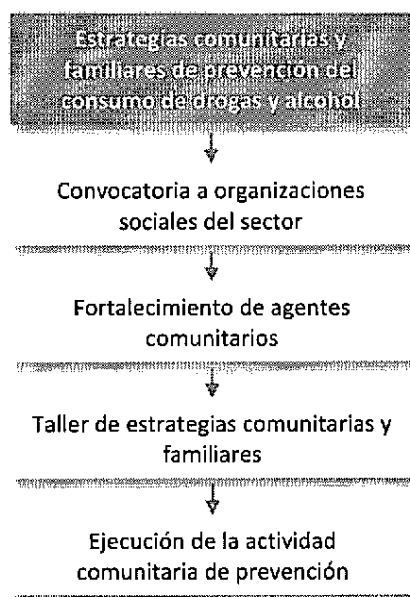 Estrategias comunitarias y
familiares de prevención del
consumo de drogas y alcohol
Convocatoria a organizaciones
sociales del sector
Fortalecimiento de agentes
comunitarios
Taller de estrategias comunitarias y
familiares
Ejecución de la actividad
comunitaria de prevención